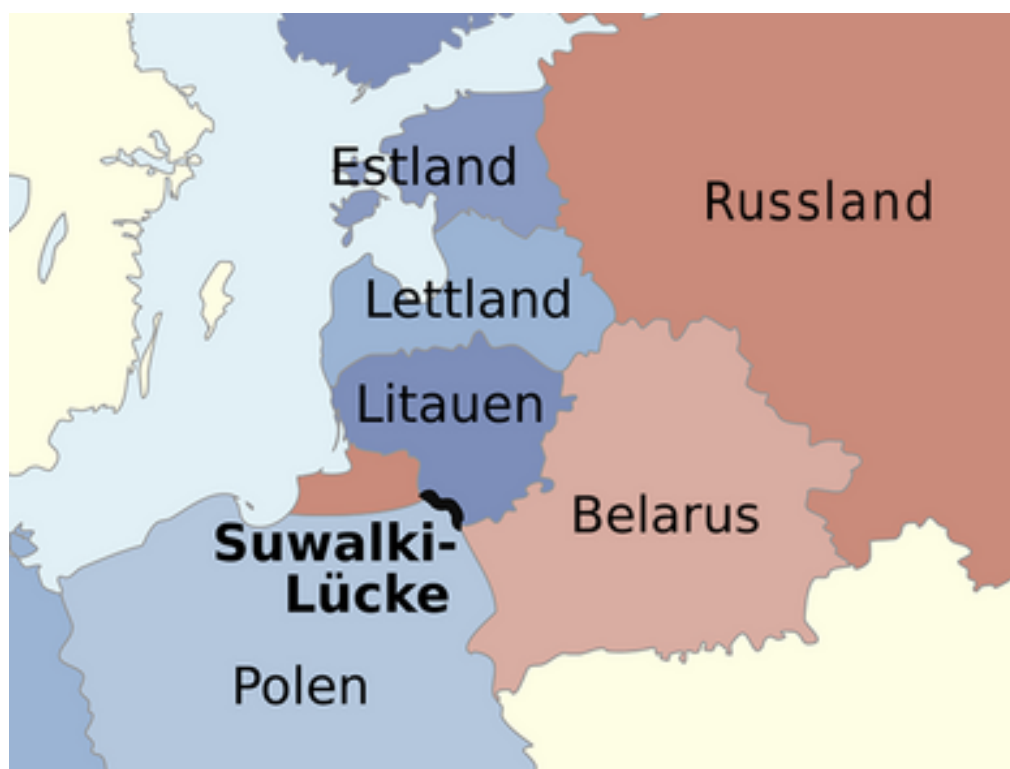 Estland
Russland
Lettland
Litauen
Belarus
Suwalki-
Lücke
Polen